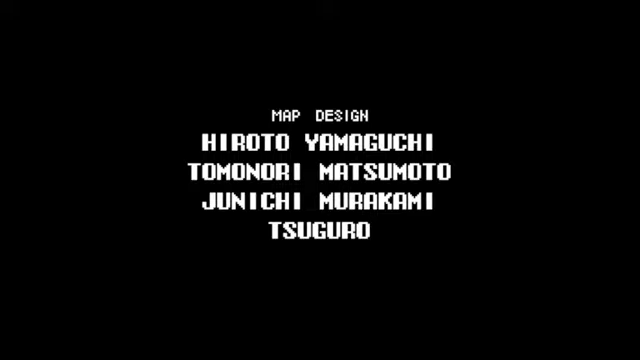 MAP DESIGN
HIROTO YAMAGUCHI
TOMONORI MATSUMOTO
JUNICHI MURAKAMI
TSUGURO